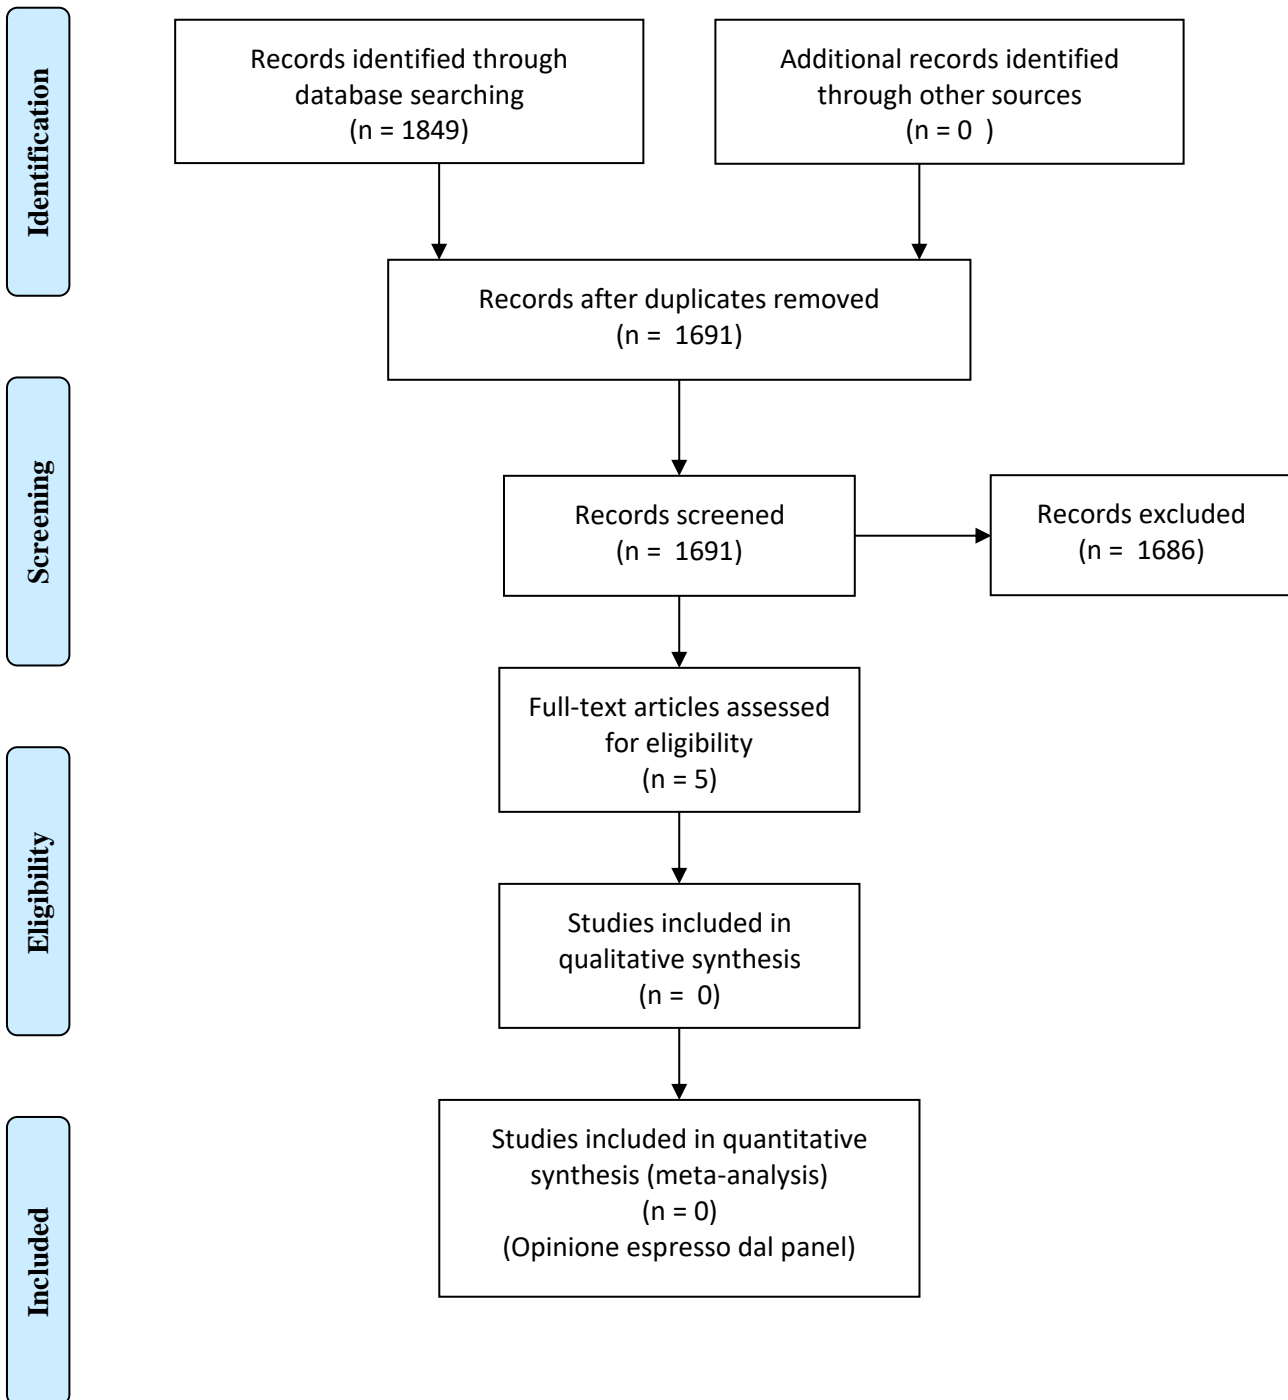 Identification
Records identified through
database searching
(n = 1849)
Additional records identified
through other sources
(n = 0  )
Records after duplicates removed
(n =  1691)
Screening
Records screened
(n =  1691)
Records excluded
(n =  1686)
Full-text articles assessed
for eligibility
(n = 5)
Eligibility
Studies included in
qualitative synthesis
(n =  0)
Included
Studies included in quantitative
synthesis (meta-analysis)
(n = 0)
(Opinione espresso dal panel)